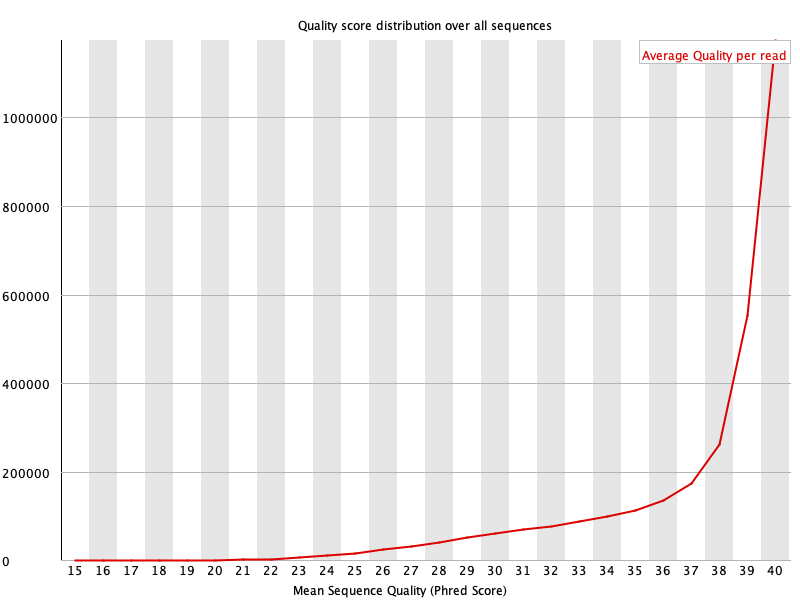 Quality score distribution over all sequences
Average Quality per read
1000000
800000
600000
400000
200000
0
15 16 17 18 19 20 21 22 23 24 25 26 27 28 29 30 31 32 33 34 35 36 37 38 39 40
Mean Sequence Quality (Phred Score)